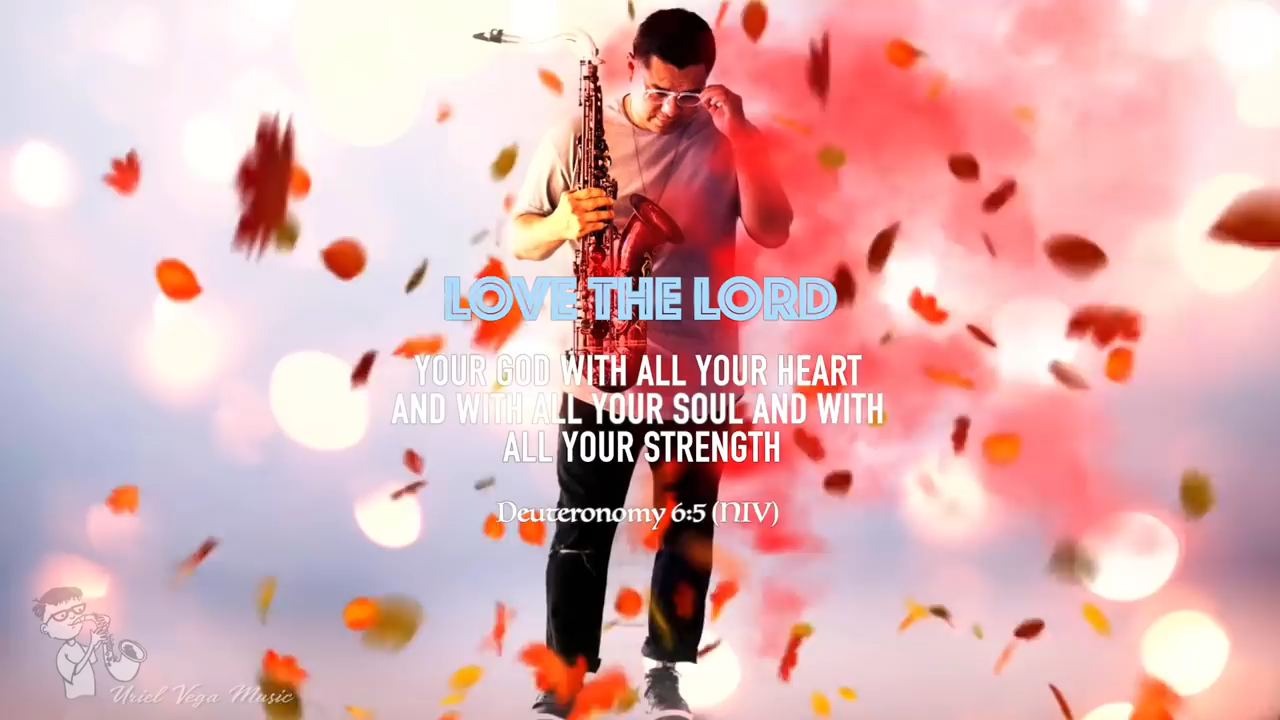 LOVE THE LORD
YOUR GOD WITH ALL YOUR HEART
AND WITH ALL YOUR SOUL AND WITH
ALL YOUR STRENGTH
Deuteronomy 6:5 (NIV)
Uriel Vega Music